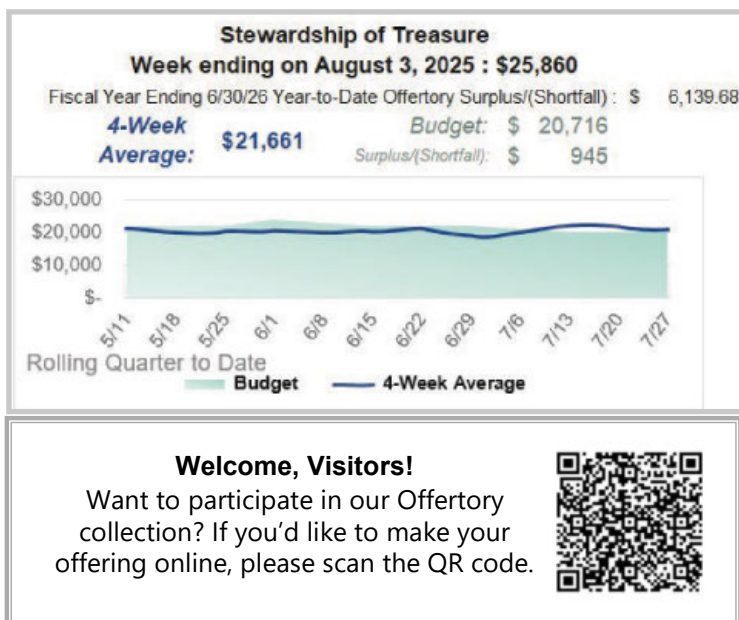 Stewardship of Treasure
Week ending on August 3, 2025 : $25,860
Fiscal Year Ending 6/30/26 Year-to-Date Offertory Surplus/(Shortfall) : $ 6,139.68
4-Week Average: $21,661
Budget: $ 20,716
Surplus/(Shortfall): $ 945
$30,000
$20,000
$10,000
$-
5/11 5/18 5/25 6/1 6/8 6/15 6/22 6/29 7/6 7/13 7/20 7/27
Rolling Quarter to Date
Budget 4-Week Average
Welcome, Visitors!
Want to participate in our Offertory
collection? If you'd like to make your
offering online, please scan the QR code.